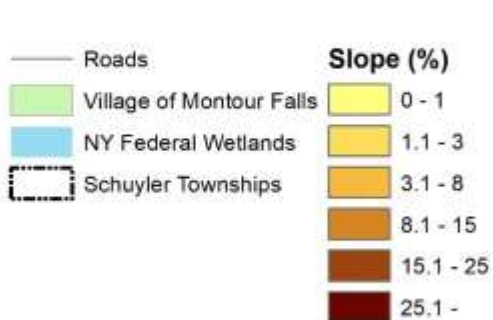 Roads
Village of Montour Falls
NY Federal Wetlands
Schuyler Townships
Slope (%)
0 - 1
1.1 - 3
3.1 - 8
8.1 - 15
15.1 - 25
25.1 -